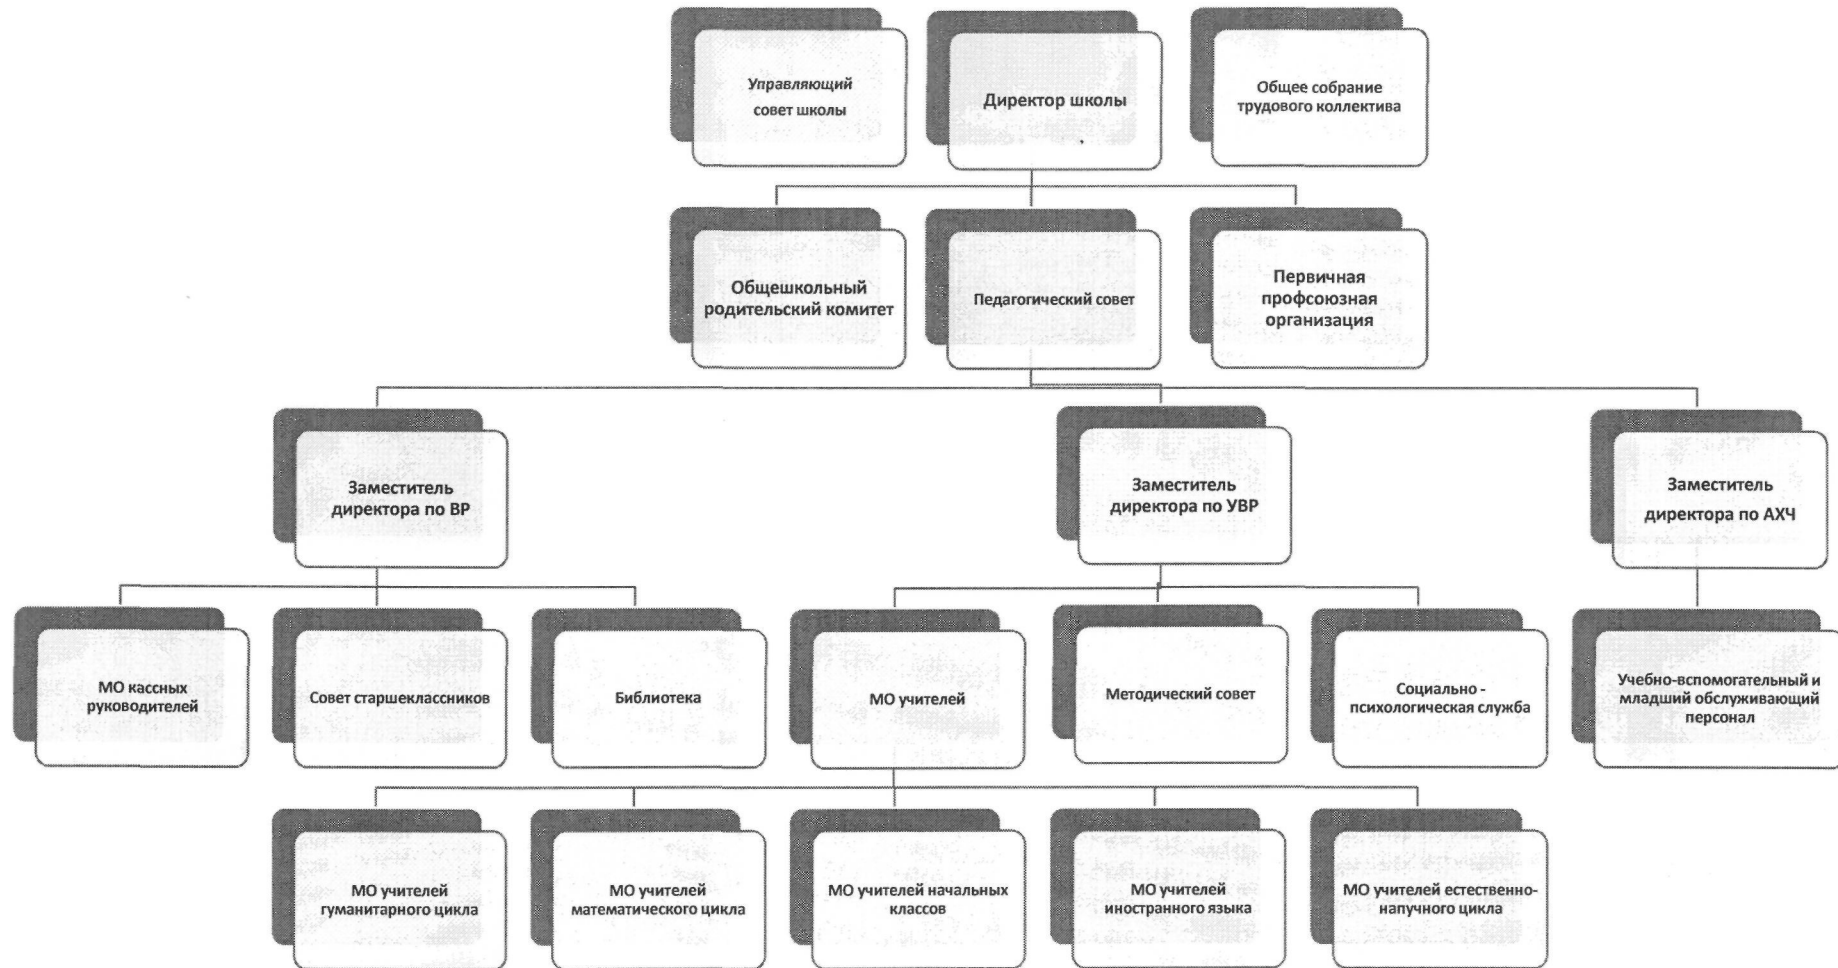 Управляющий
совет школы
Директор школы
Общее собрание
трудового коллектива
Общешкольный
родительский комитет
Педагогический совет
Первичная
профсоюзная
организация
Заместитель
директора по ВР
Заместитель
директора по УВР
Заместитель
директора по АХЧ
МО кассных
руководителей
Совет старшеклассников
Библиотека
МО учителей
Методический совет
Социально -
психологическая служба
Учебно-вспомогательный и
младший обслуживающий
персонал
МО учителей
гуманитарного цикла
МО учителей
математического цикла
МО учителей начальных
классов
МО учителей
иностранного языка
МО учителей естественно-
напучного цикла